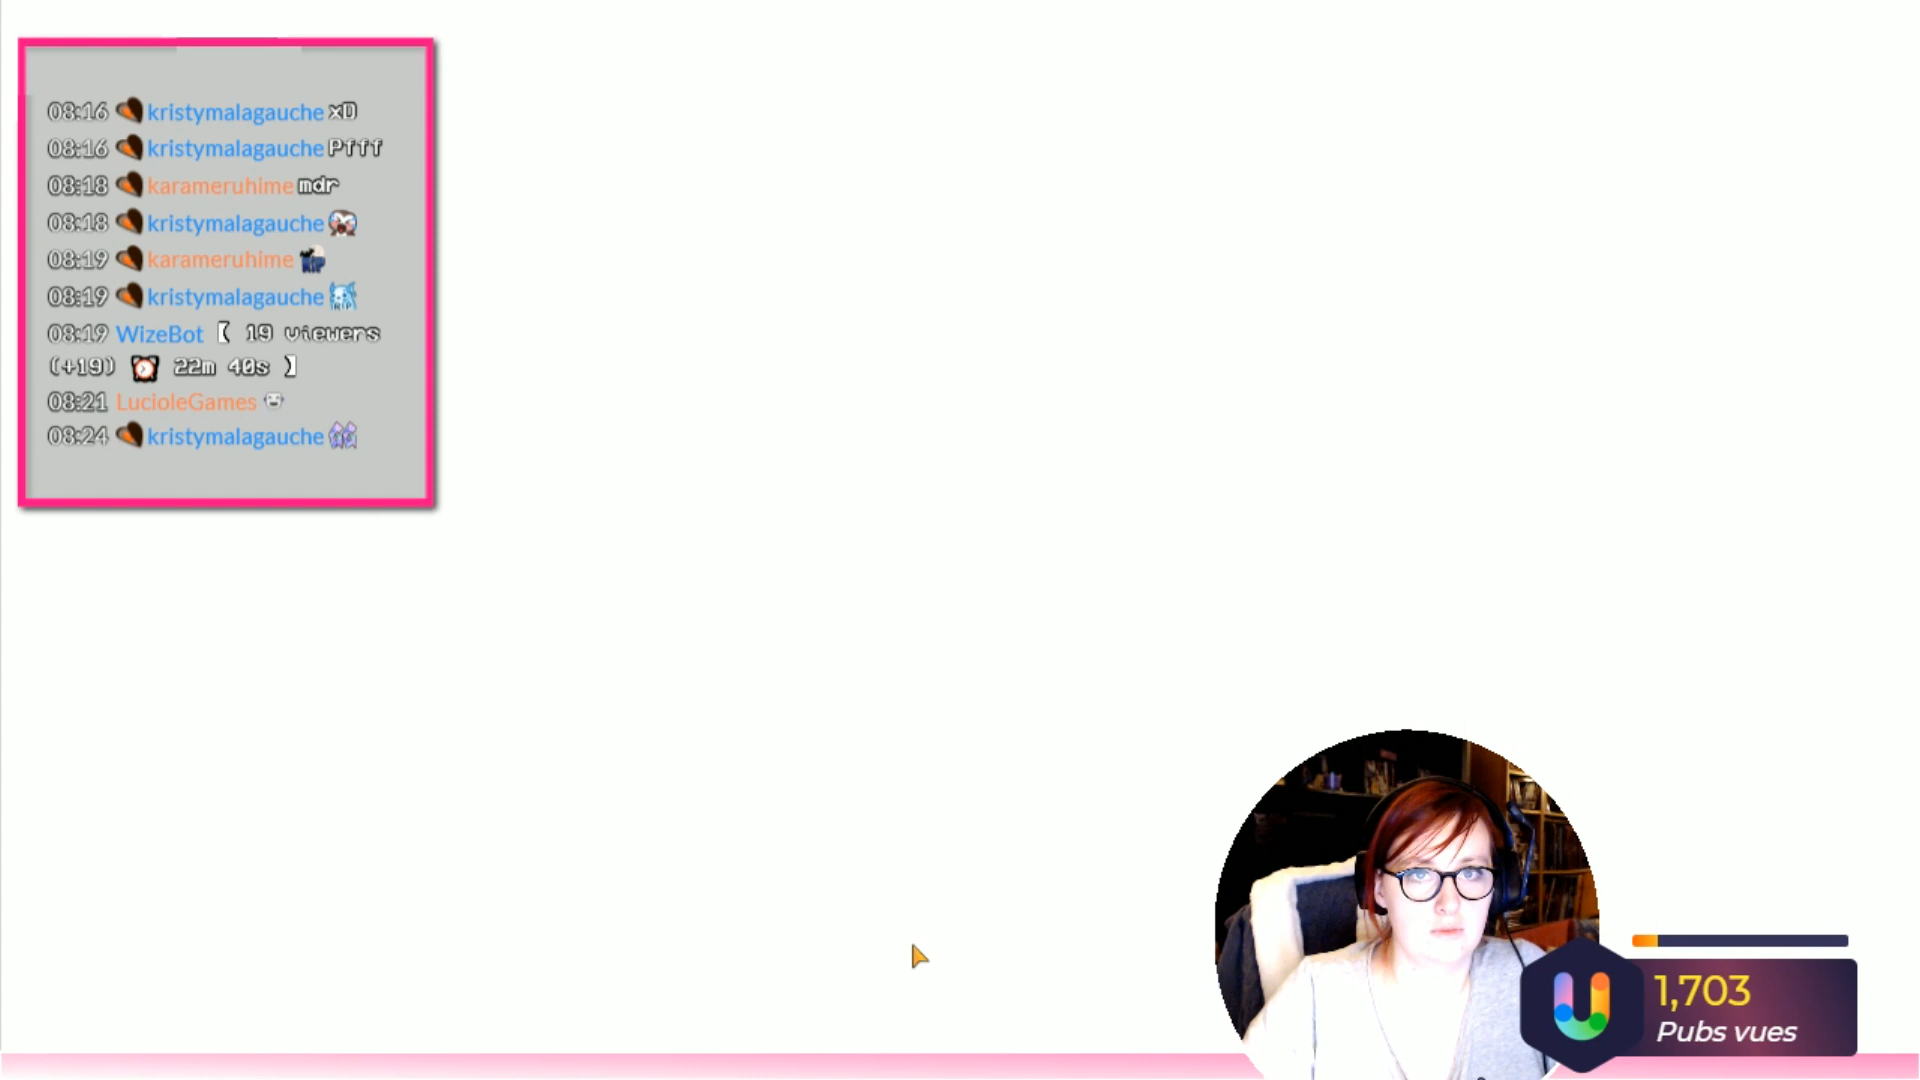 08:16 kristymalagauche xD
08:16 kristymalagauche Pfff
08:18 karameruhime mdr
08:18 kristymalagauche
08:19 karameruhime RIP
08:19 kristymalagauche RIP
08:19 WizeBot [ 19 viewers
(+19) 22m 40s ]
08:21 LucioleGames
08:24 kristymalagauche
1,703
Pubs vues